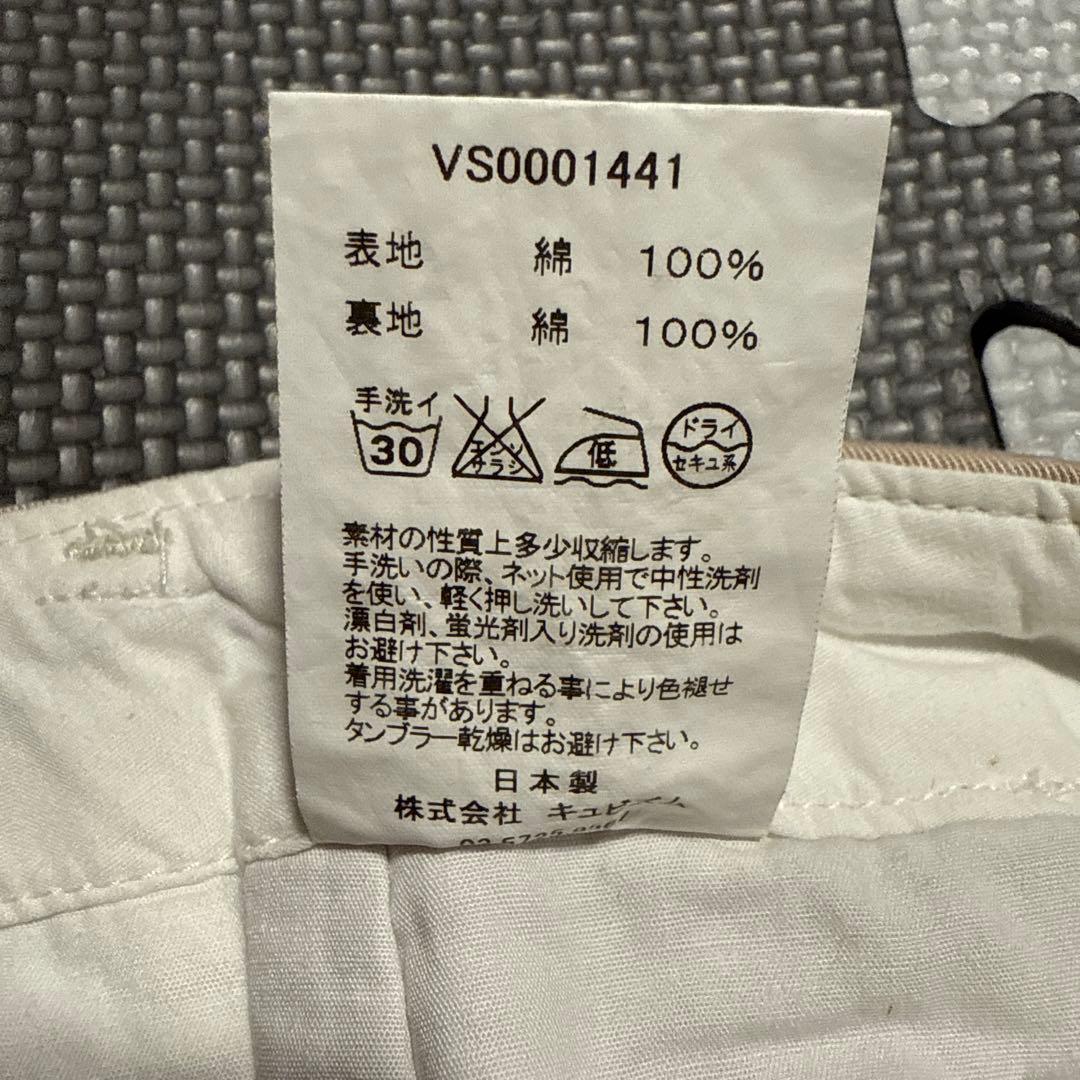 VS0001441
表地 綿 100%
裏地 綿 100%
手洗イ
30
エンソ
サラシ
低
ドライ
セキユ系
素材の性質上多少収縮します。
手洗いの際、ネット使用で中性洗剤
を使い、軽く押し洗いして下さい。
漂白剤、蛍光剤入り洗剤の使用は
お避け下さい。
着用洗濯を重ねる事により色褪せ
する事があります。
タンブラー乾燥はお避け下さい。
日本製
株式会社